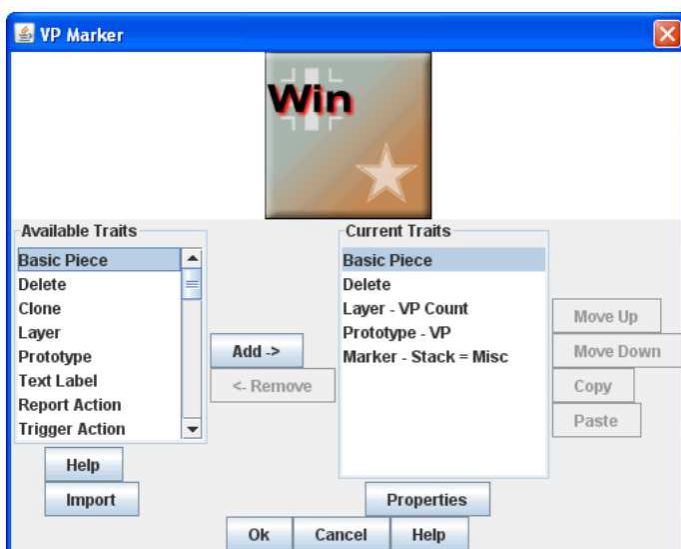 VP Marker
Win
Available Traits
Basic Piece
Delete
Clone
Layer
Prototype
Text Label
Report Action
Trigger Action
Add ->
<- Remove
Current Traits
Basic Piece
Delete
Layer - VP Count
Prototype - VP
Marker - Stack = Misc
Move Up
Move Down
Copy
Paste
Help
Import
Properties
Ok Cancel Help